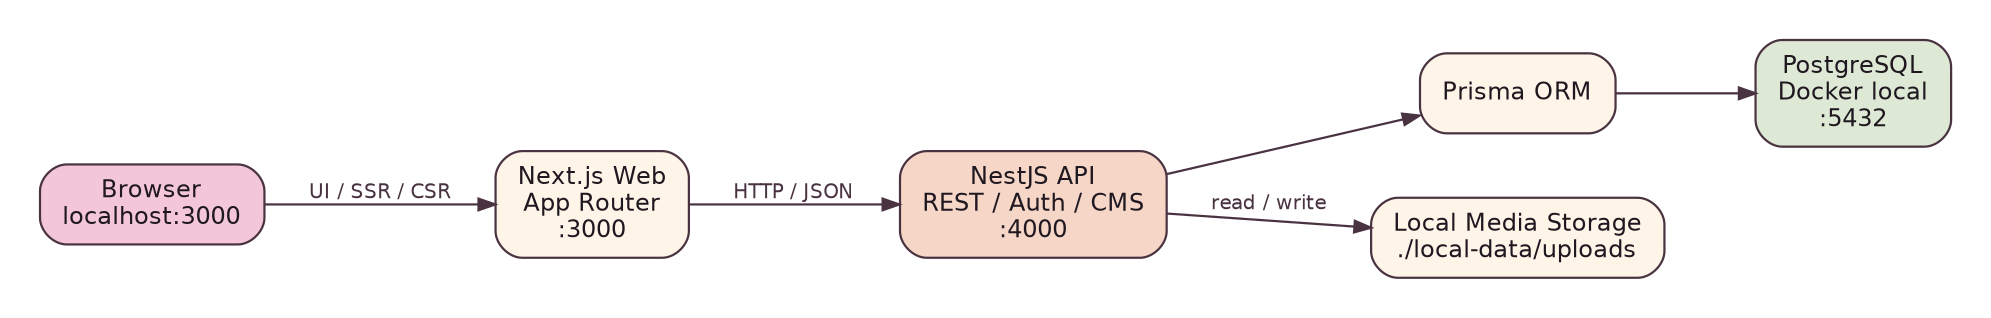 Browser
localhost:3000
UI / SSR / CSR
Next.js Web
App Router
:3000
HTTP / JSON
NestJS API
REST / Auth / CMS
:4000
Prisma ORM
PostgreSQL
Docker local
:5432
read / write
Local Media Storage
./local-data/uploads